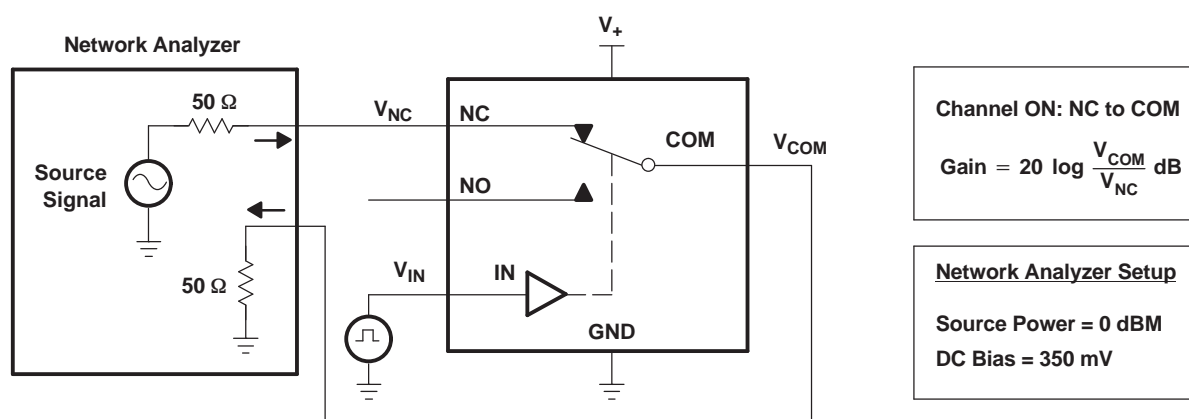 V+
Network Analyzer
50 Ω
VNC
NC
COM
VCOM
Source
Signal
NO
50 Ω
VIN
IN
GND
Channel ON: NC to COM
Gain = 20 log VCOM/VNC dB
Network Analyzer Setup
Source Power = 0 dBM
DC Bias = 350 mV